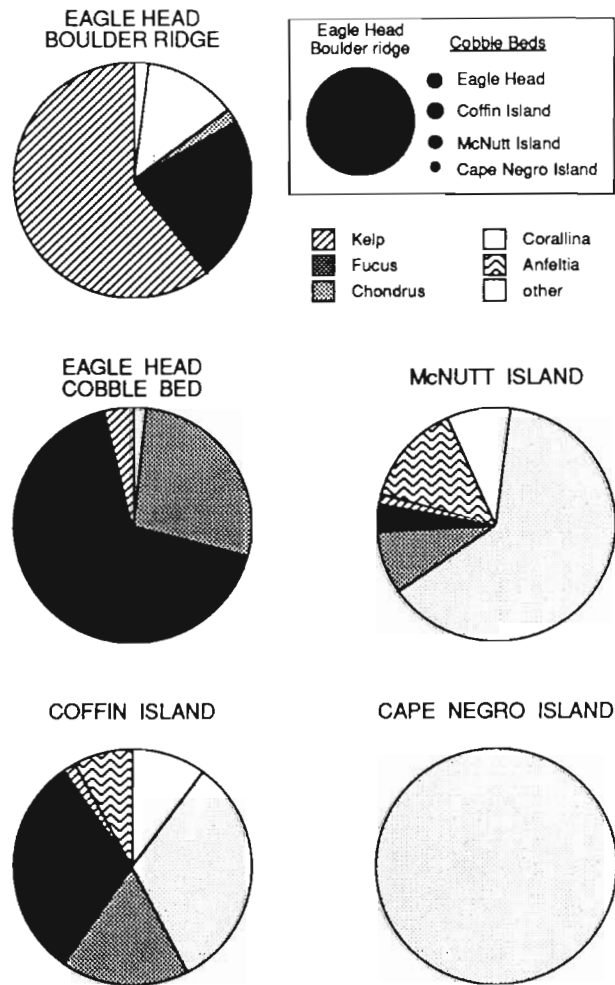 EAGLE HEAD
BOULDER RIDGE
Eagle Head
Boulder ridge
Cobble Beds
Eagle Head
Coffin Island
McNutt Island
Cape Negro Island
Kelp
Fucus
Chondrus
Corallina
Anfeltia
other
EAGLE HEAD
COBBLE BED
McNUTT ISLAND
COFFIN ISLAND
CAPE NEGRO ISLAND